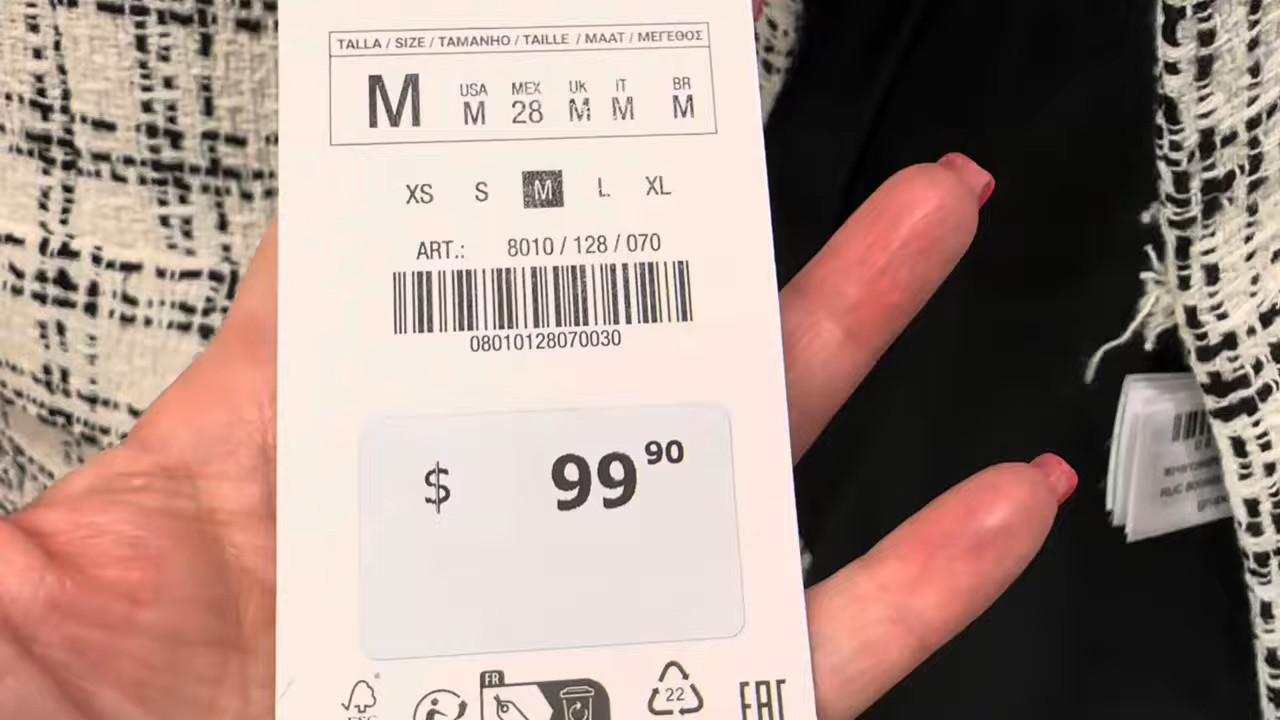 TALLA / SIZE / TAMANHO / TAILLE / MAAT / ΜΕΓΕΘΟΣ
M USA MEX UK IT BR
M 28 M M M
XS S M L XL
ART.: 8010 / 128 / 070
08010128070030
$ 99 90
FR
22
FSC
EAC